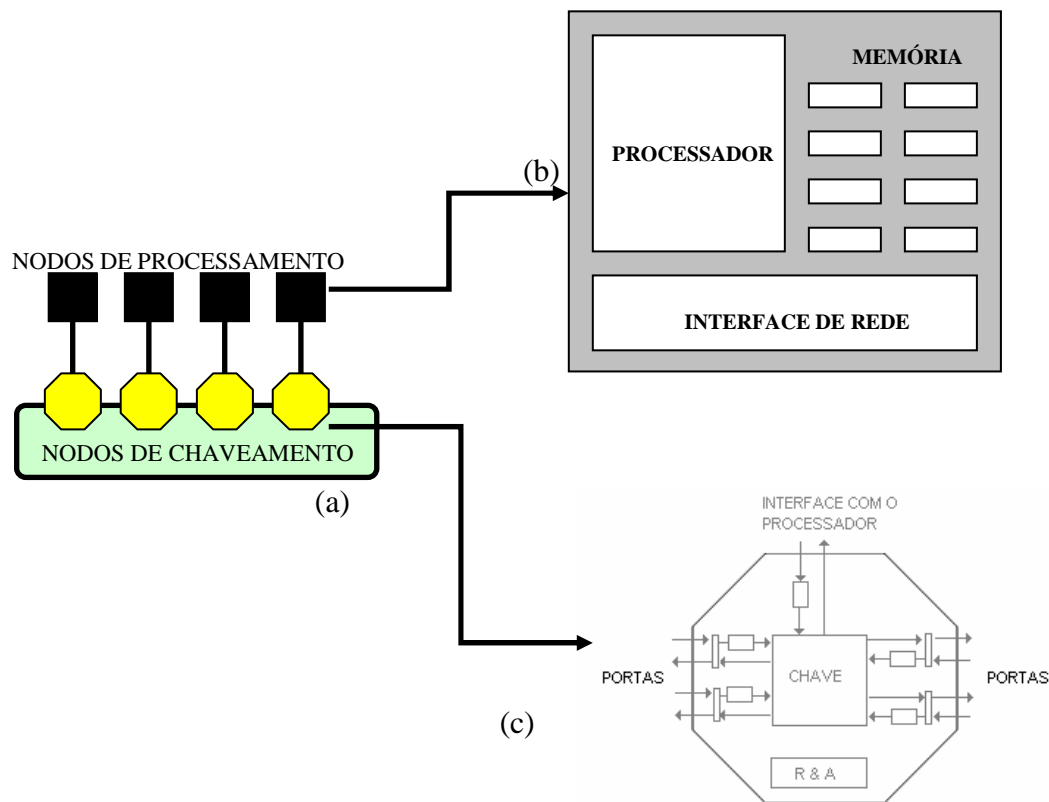 MEMÓRIA
PROCESSADOR
(b)
NODOS DE PROCESSAMENTO
INTERFACE DE REDE
NODOS DE CHAVEAMENTO
(a)
INTERFACE COM O
PROCESSADOR
PORTAS
CHAVE
PORTAS
(c)
R & A